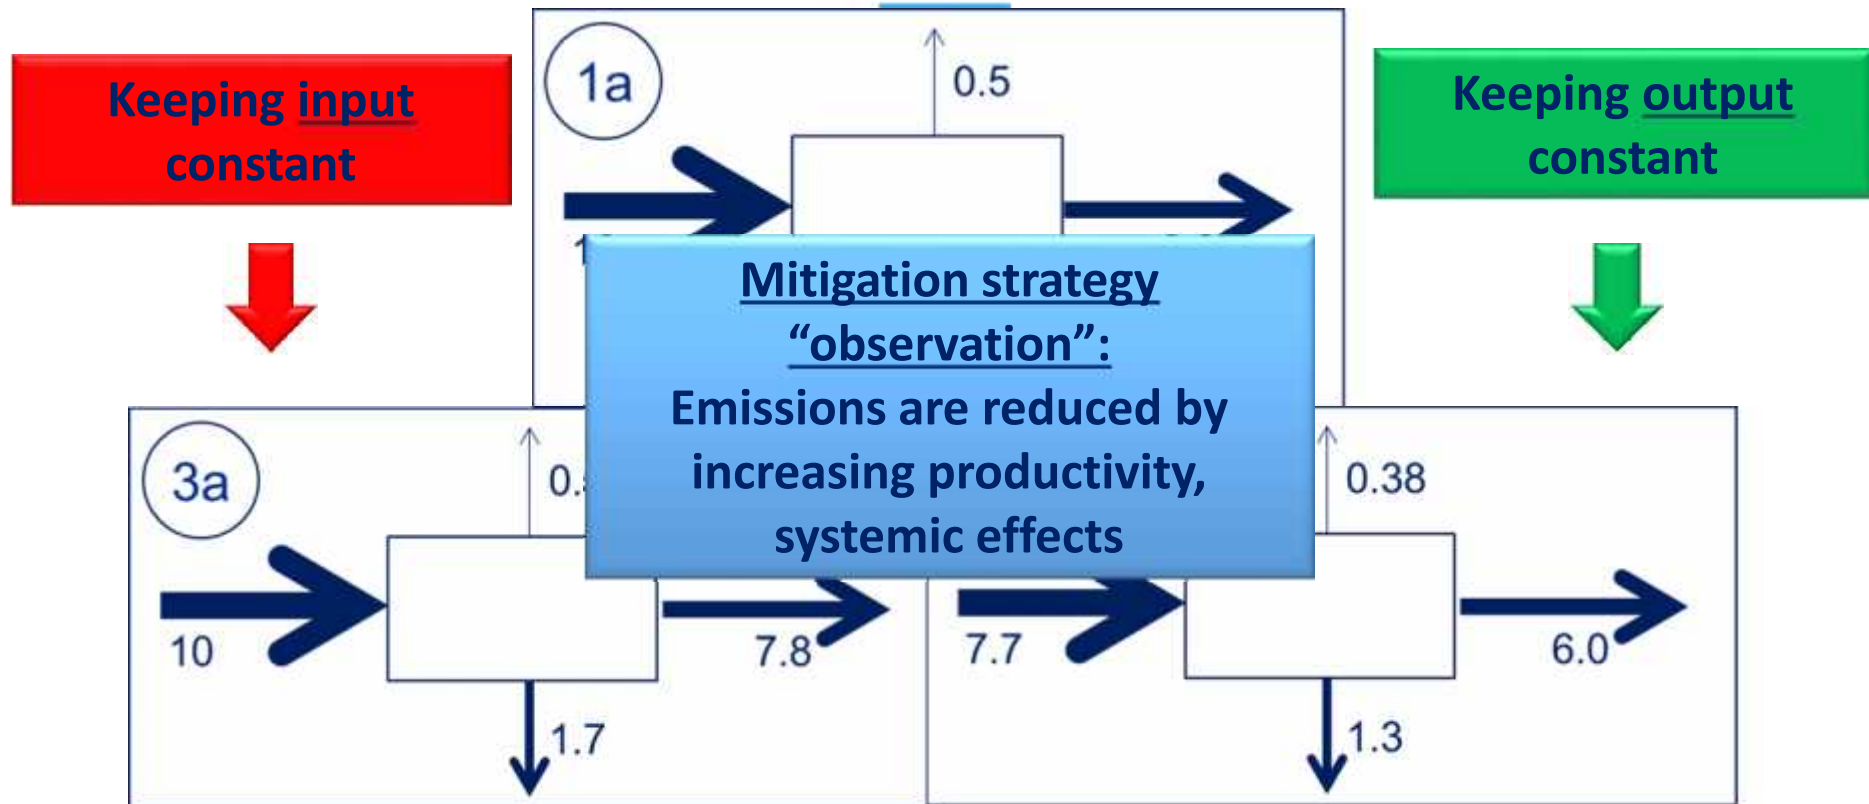 Keeping input
constant
1a
0.5
Keeping output
constant
Mitigation strategy
“observation”:
Emissions are reduced by
increasing productivity,
systemic effects
3a
0.38
10
7.8
7.7
6.0
1.7
1.3